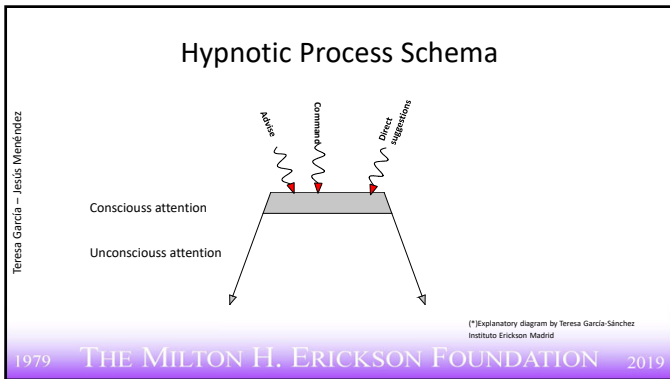 Hypnotic Process Schema
Teresa García – Jesús Menéndez
Advise
Command
Direct
suggestions
Consciouss attention
Unconsciouss attention
(*)Explanatory diagram by Teresa García-Sánchez
Instituto Erickson Madrid
1979 THE MILTON H. ERICKSON FOUNDATION 2019